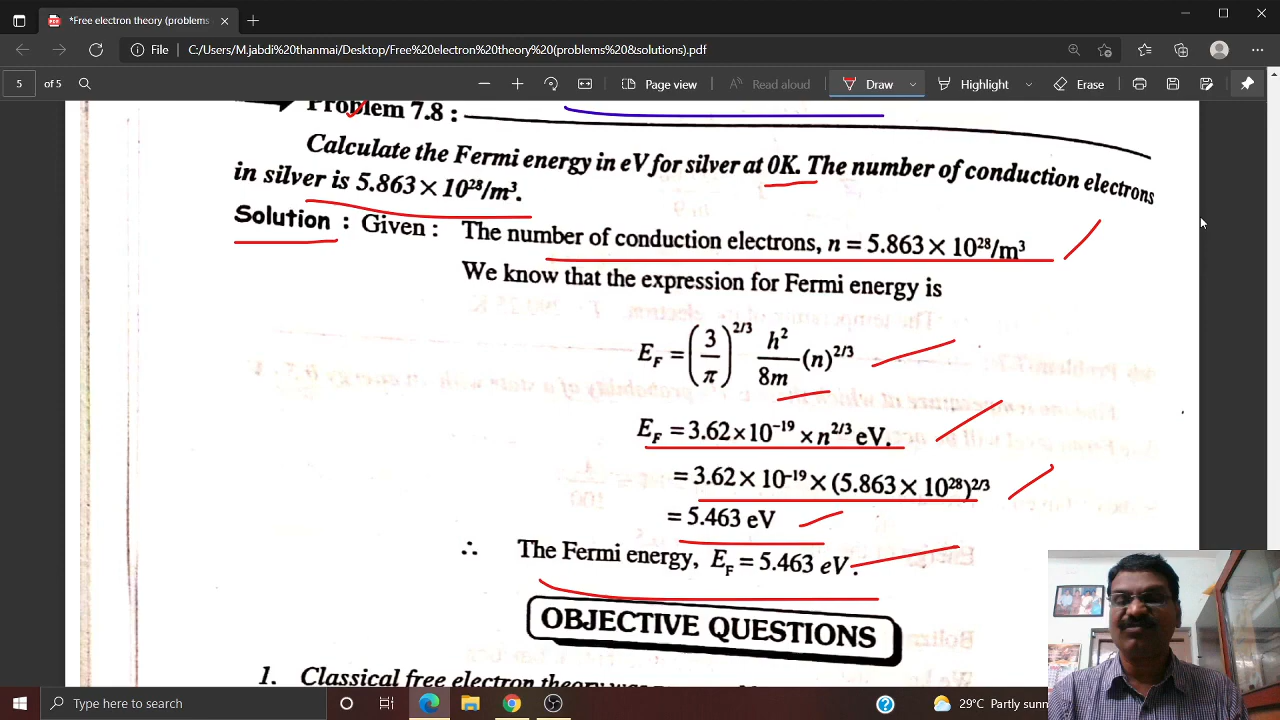 *Free electron theory (problems
File
C:/Users/M.jabdi%20thanmai/Desktop/Free%20electron%20theory%20(problems%20&solutions).pdf
5 of 5
Page view
Read aloud
Draw
Highlight
Erase
Problem 7.8 :
Calculate the Fermi energy in eV for silver at 0K. The number of conduction electrons
in silver is 5.863 × 10²⁸/m³.
Solution : Given : The number of conduction electrons, n = 5.863 × 10²⁸/m³
We know that the expression for Fermi energy is
E_F = (3/π)^2/3 h²/8m (n)^2/3
E_F = 3.62×10⁻¹⁹ × n^2/3 eV.
= 3.62 × 10⁻¹⁹ × (5.863 × 10²⁸)^2/3
= 5.463 eV
∴ The Fermi energy, E_F = 5.463 eV.
OBJECTIVE QUESTIONS
1. Classical free electron theory was
Type here to search
29°C Partly sunn